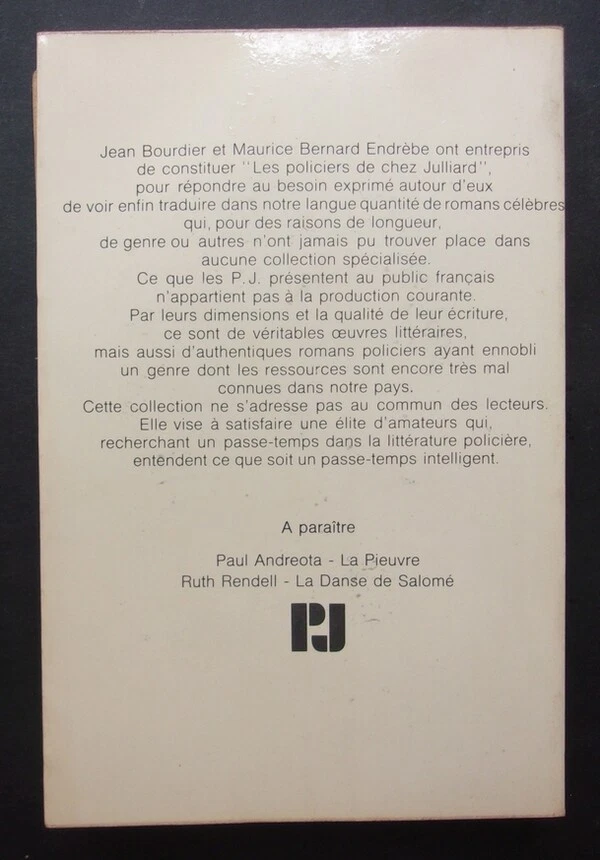 Jean Bourdier et Maurice Bernard Endrèbe ont entrepris
de constituer "Les policiers de chez Julliard",
pour répondre au besoin exprimé autour d'eux
de voir enfin traduire dans notre langue quantité de romans célèbres
qui, pour des raisons de longueur,
de genre ou autres n'ont jamais pu trouver place dans
aucune collection spécialisée.
Ce que les P.J. présentent au public français
n'appartient pas à la production courante.
Par leurs dimensions et la qualité de leur écriture,
ce sont de véritables œuvres littéraires,
mais aussi d'authentiques romans policiers ayant ennobli
un genre dont les ressources sont encore très mal
connues dans notre pays.
Cette collection ne s'adresse pas au commun des lecteurs.
Elle vise à satisfaire une élite d'amateurs qui,
recherchant un passe-temps dans la littérature policière,
entendent ce que soit un passe-temps intelligent.
A paraître
Paul Andreota - La Pieuvre
Ruth Rendell - La Danse de Salomé
PJ